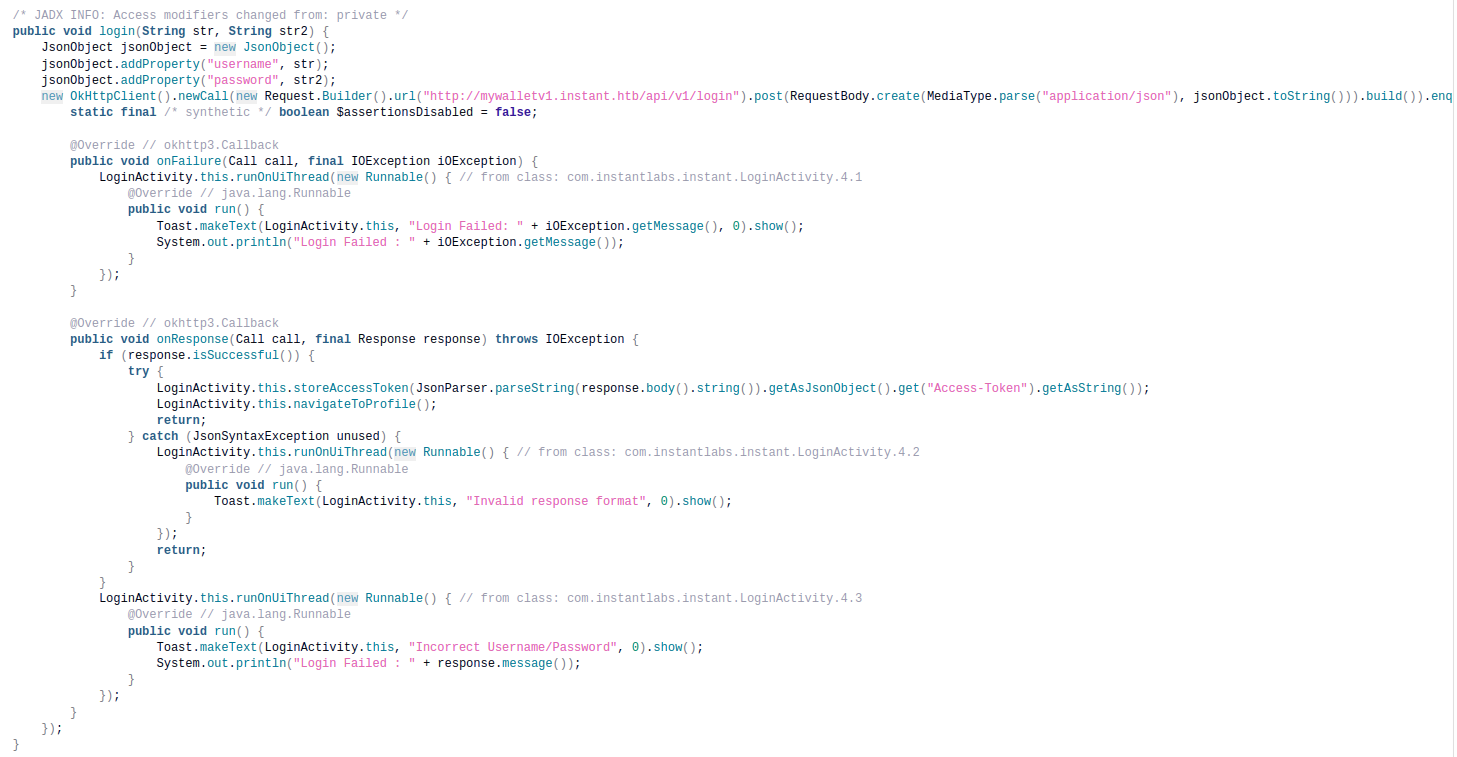 /* JADX INFO: Access modifiers changed from: private */
public void login(String str, String str2) {
    JsonObject jsonObject = new JsonObject();
    jsonObject.addProperty("username", str);
    jsonObject.addProperty("password", str2);
    new OkHttpClient().newCall(new Request.Builder().url("http://mywalletv1.instant.htb/api/v1/login").post(RequestBody.create(MediaType.parse("application/json"), jsonObject.toString())).build()).enq
        static final /* synthetic */ boolean $assertionsDisabled = false;

        @Override // okhttp3.Callback
        public void onFailure(Call call, final IOException iOException) {
            LoginActivity.this.runOnUiThread(new Runnable() { // from class: com.instantlabs.instant.LoginActivity.4.1
                @Override // java.lang.Runnable
                public void run() {
                    Toast.makeText(LoginActivity.this, "Login Failed: " + iOException.getMessage(), 0).show();
                    System.out.println("Login Failed : " + iOException.getMessage());
                }
            });
        }

        @Override // okhttp3.Callback
        public void onResponse(Call call, final Response response) throws IOException {
            if (response.isSuccessful()) {
                try {
                    LoginActivity.this.storeAccessToken(JsonParser.parseString(response.body().string()).getAsJsonObject().get("Access-Token").getAsString());
                    LoginActivity.this.navigateToProfile();
                    return;
                } catch (JsonSyntaxException unused) {
                    LoginActivity.this.runOnUiThread(new Runnable() { // from class: com.instantlabs.instant.LoginActivity.4.2
                        @Override // java.lang.Runnable
                        public void run() {
                            Toast.makeText(LoginActivity.this, "Invalid response format", 0).show();
                        }
                    });
                    return;
                }
            }
            LoginActivity.this.runOnUiThread(new Runnable() { // from class: com.instantlabs.instant.LoginActivity.4.3
                @Override // java.lang.Runnable
                public void run() {
                    Toast.makeText(LoginActivity.this, "Incorrect Username/Password", 0).show();
                    System.out.println("Login Failed : " + response.message());
                }
            });
        }
    });
}